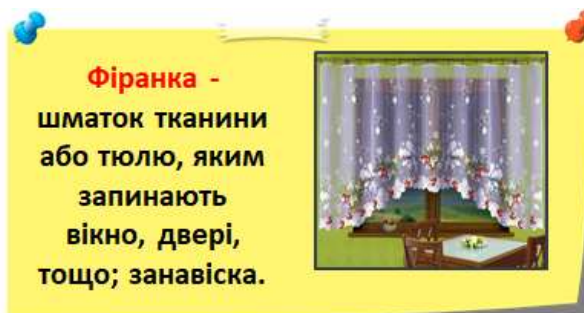 Фіранка -
шматок тканини
або тюлю, яким
запинають
вікно, двері,
тощо; занавіска.